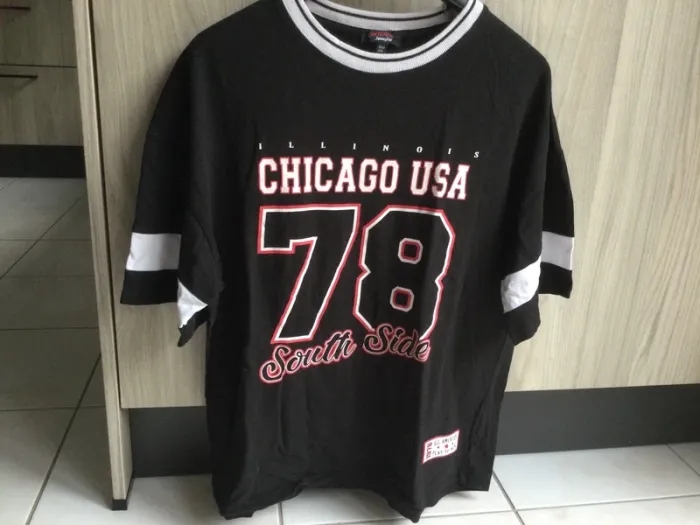 ILLINOIS
CHICAGO USA
78
South Side